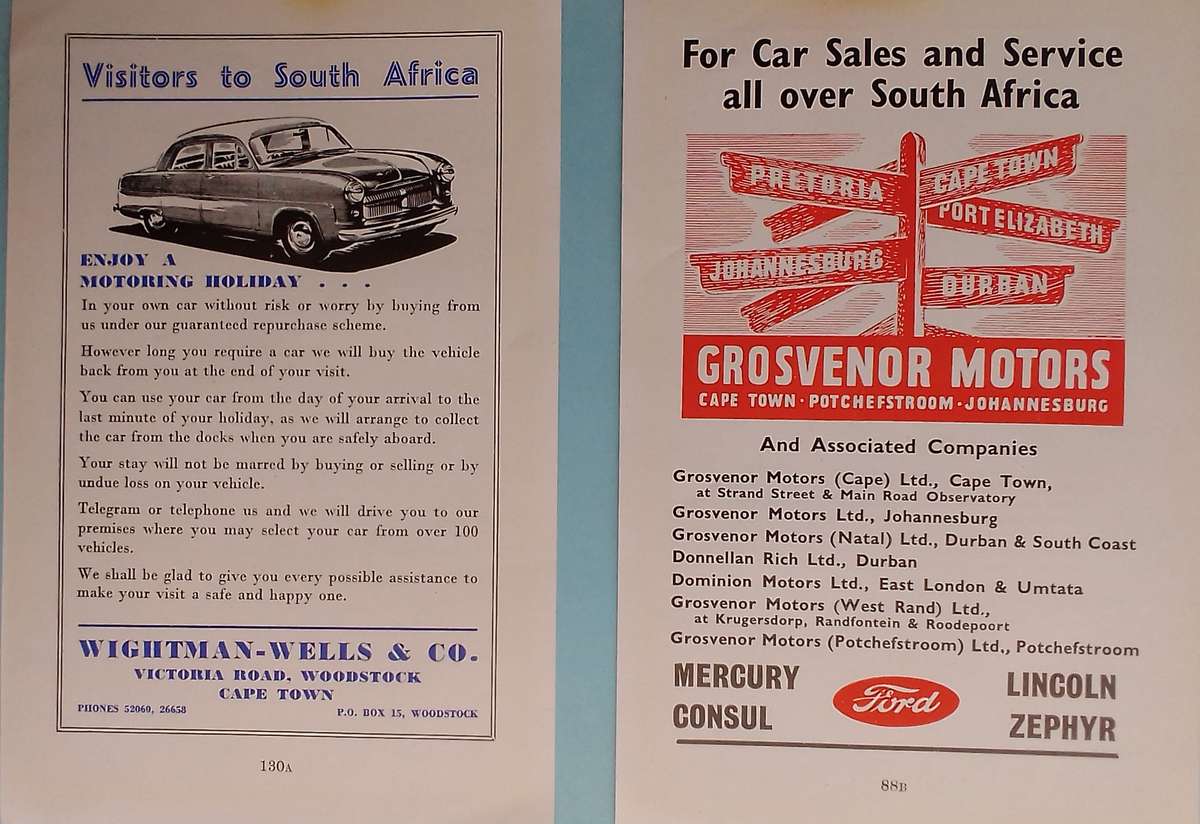 Visitors to South Africa
ENJOY A
MOTORING HOLIDAY . . .
In your own car without risk or worry by buying from
us under our guaranteed repurchase scheme.
However long you require a car we will buy the vehicle
back from you at the end of your visit.
You can use your car from the day of your arrival to the
last minute of your holiday, as we will arrange to collect
the car from the docks when you are safely aboard.
Your stay will not be marred by buying or selling or by
undue loss on your vehicle.
Telegram or telephone us and we will drive you to our
premises where you may select your car from over 100
vehicles.
We shall be glad to give you every possible assistance to
make your visit a safe and happy one.
WIGHTMAN-WELLS & CO.
VICTORIA ROAD, WOODSTOCK
CAPE TOWN
PHONES 52060, 26658
P.O. BOX 15, WOODSTOCK
130A
For Car Sales and Service
all over South Africa
PRETORIA
CAPE TOWN
PORT ELIZABETH
JOHANNESBURG
DURBAN
GROSVENOR MOTORS
CAPE TOWN · POTCHEFSTROOM · JOHANNESBURG
And Associated Companies
Grosvenor Motors (Cape) Ltd., Cape Town,
at Strand Street & Main Road Observatory
Grosvenor Motors Ltd., Johannesburg
Grosvenor Motors (Natal) Ltd., Durban & South Coast
Donnellan Rich Ltd., Durban
Dominion Motors Ltd., East London & Umtata
Grosvenor Motors (West Rand) Ltd.,
at Krugersdorp, Randfontein & Roodepoort
Grosvenor Motors (Potchefstroom) Ltd., Potchefstroom
MERCURY
CONSUL
Ford
LINCOLN
ZEPHYR
88B